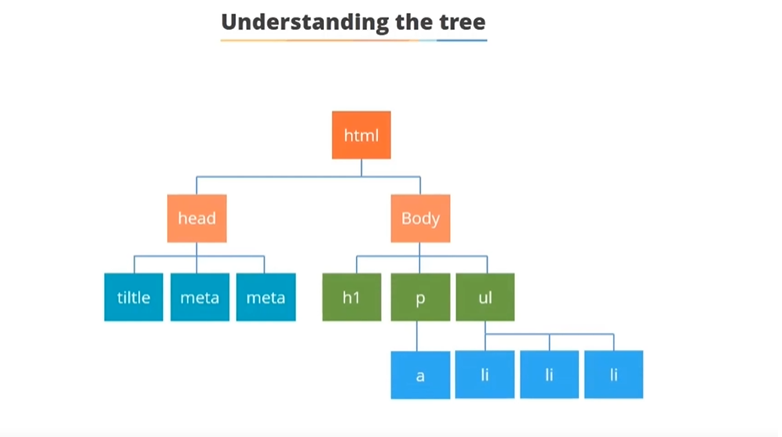 Understanding the tree
html
head Body
tiltle meta meta h1 p ul
a li li li